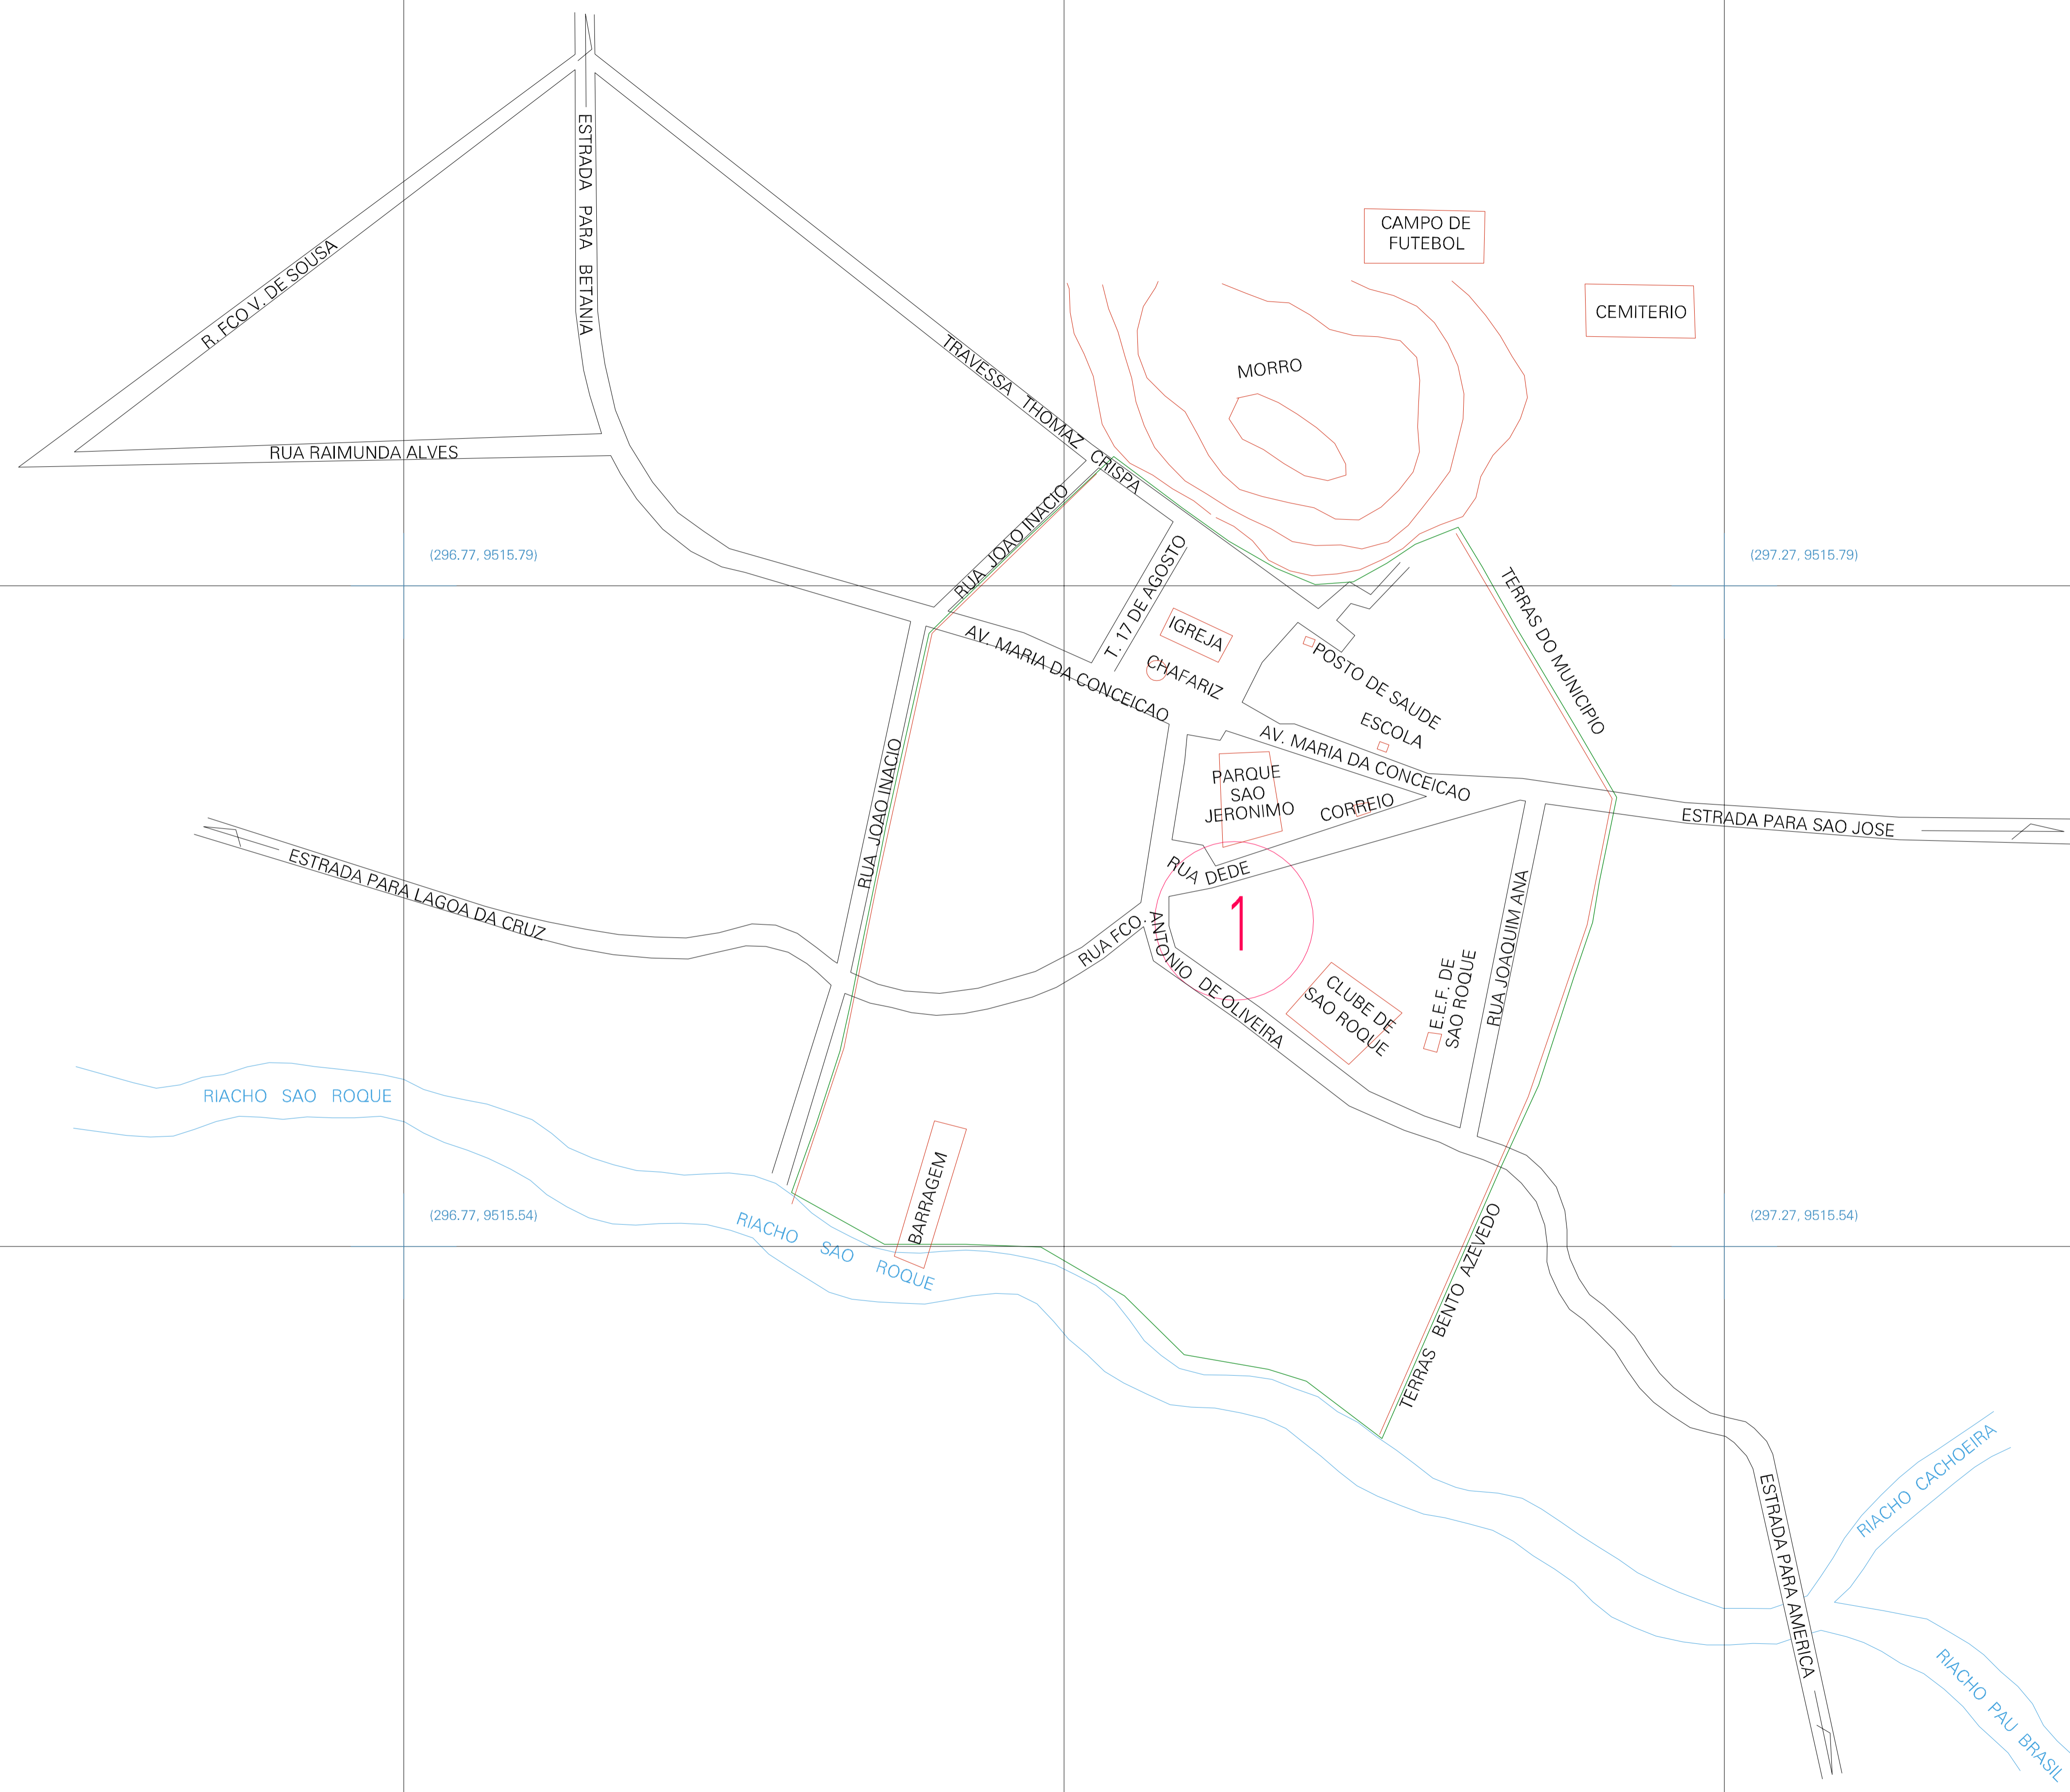 ESTRADA PARA BETANIA
CAMPO DE
FUTEBOL
R. FCO V. DE SOUSA
CEMITERIO
TRAVESSA THOMAZ CRISPA
MORRO
RUA RAIMUNDA ALVES
RUA JOAO INACIO
(296.77, 9515.79)
(297.27, 9515.79)
T. 17 DE AGOSTO
TERRAS DO MUNICIPIO
IGREJA
AV. MARIA DA CONCEICAO
CHAFARIZ
POSTO DE SAUDE
ESCOLA
AV. MARIA DA CONCEICAO
PARQUE
SAO
JERONIMO
CORREIO
RUA JOAO INACIO
ESTRADA PARA SAO JOSE
ESTRADA PARA LAGOA DA CRUZ
RUA DEDE
1
RUA FCO. ANTONIO DE OLIVEIRA
RUA JOAQUIM ANA
CLUBE DE
SAO ROQUE
E.E.F. DE
SAO ROQUE
RIACHO SAO ROQUE
BARRAGEM
(296.77, 9515.54)
(297.27, 9515.54)
RIACHO SAO ROQUE
TERRAS BENTO AZEVEDO
RIACHO CACHOEIRA
ESTRADA PARA AMERICA
RIACHO PAU BRASIL